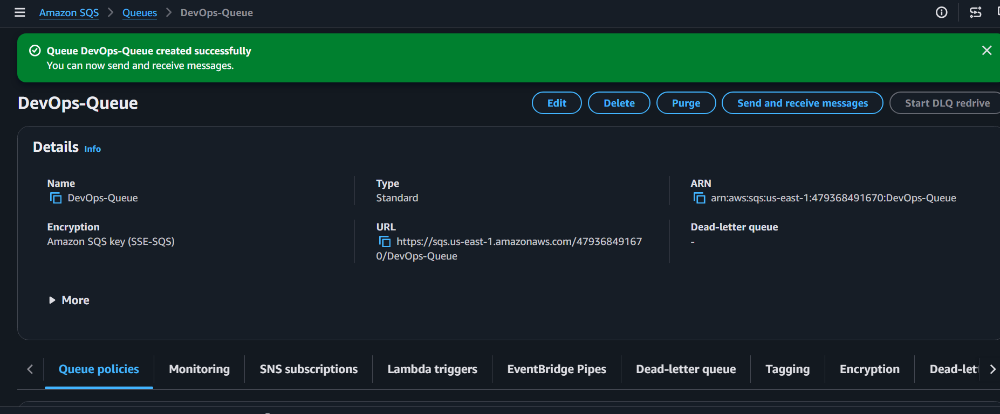 Amazon SQS > Queues > DevOps-Queue
Queue DevOps-Queue created successfully
You can now send and receive messages.
DevOps-Queue
Edit
Delete
Purge
Send and receive messages
Start DLQ redrive
Details Info
Name
DevOps-Queue
Type
Standard
ARN
arn:aws:sqs:us-east-1:479368491670:DevOps-Queue
Encryption
Amazon SQS key (SSE-SQS)
URL
https://sqs.us-east-1.amazonaws.com/47936849167
0/DevOps-Queue
Dead-letter queue
-
More
Queue policies
Monitoring
SNS subscriptions
Lambda triggers
EventBridge Pipes
Dead-letter queue
Tagging
Encryption
Dead-let